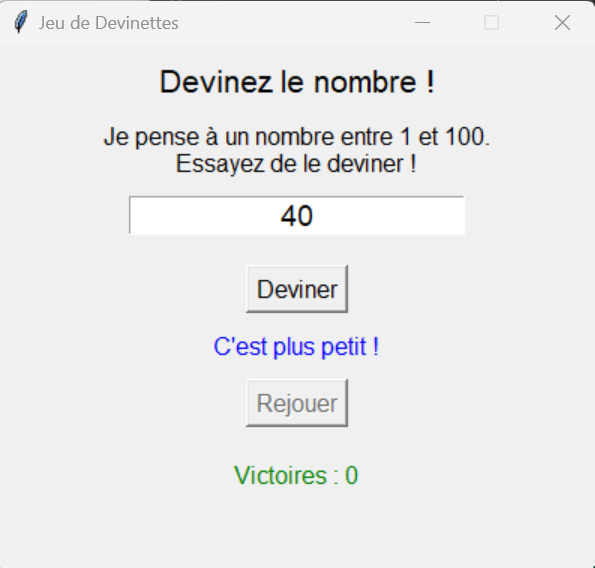 Jeu de Devinettes
Devinez le nombre !
Je pense à un nombre entre 1 et 100.
Essayez de le deviner !
40
Deviner
C'est plus petit !
Rejouer
Victoires : 0